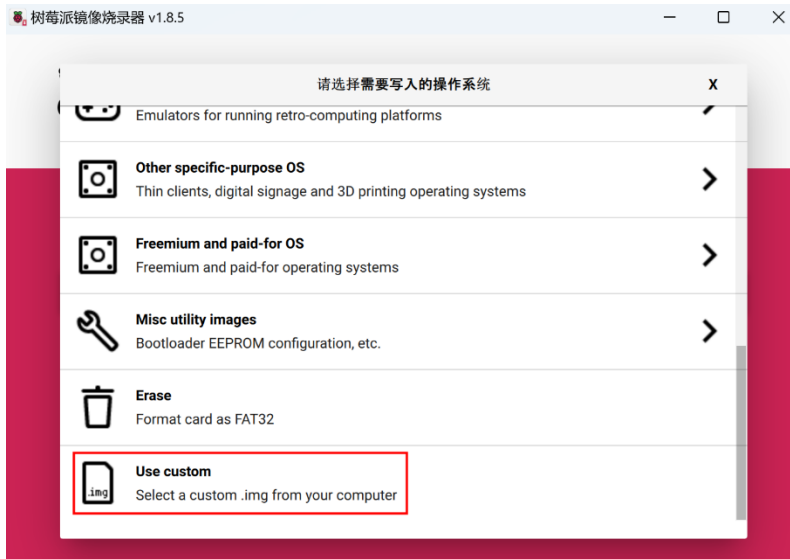 树莓派镜像烧录器 v1.8.5
请选择需要写入的操作系统
X
Emulators for running retro-computing platforms
Other specific-purpose OS
Thin clients, digital signage and 3D printing operating systems
Freemium and paid-for OS
Freemium and paid-for operating systems
Misc utility images
Bootloader EEPROM configuration, etc.
Erase
Format card as FAT32
Use custom
.img
Select a custom .img from your computer